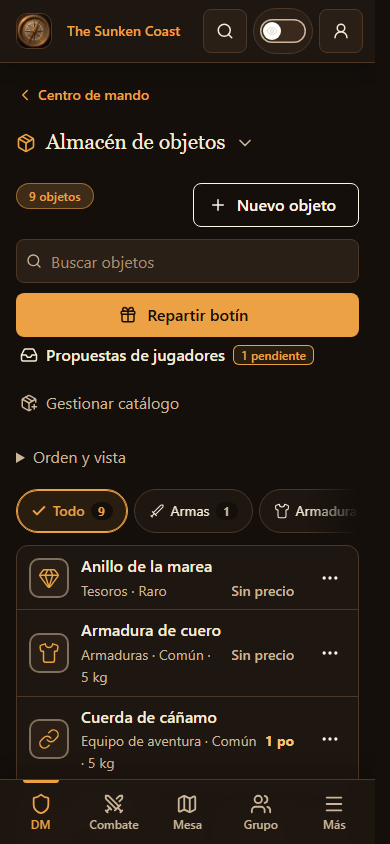 The Sunken Coast
Centro de mando
Almacén de objetos
9 objetos
Nuevo objeto
Buscar objetos
Repartir botín
Propuestas de jugadores 1 pendiente
Gestionar catálogo
Orden y vista
Todo 9 Armas 1 Armadura
Anillo de la marea
Tesoros · Raro Sin precio
Armadura de cuero
Armaduras · Común · Sin precio
5 kg
Cuerda de cáñamo
Equipo de aventura · Común 1 po
· 5 kg
DM Combate Mesa Grupo Más